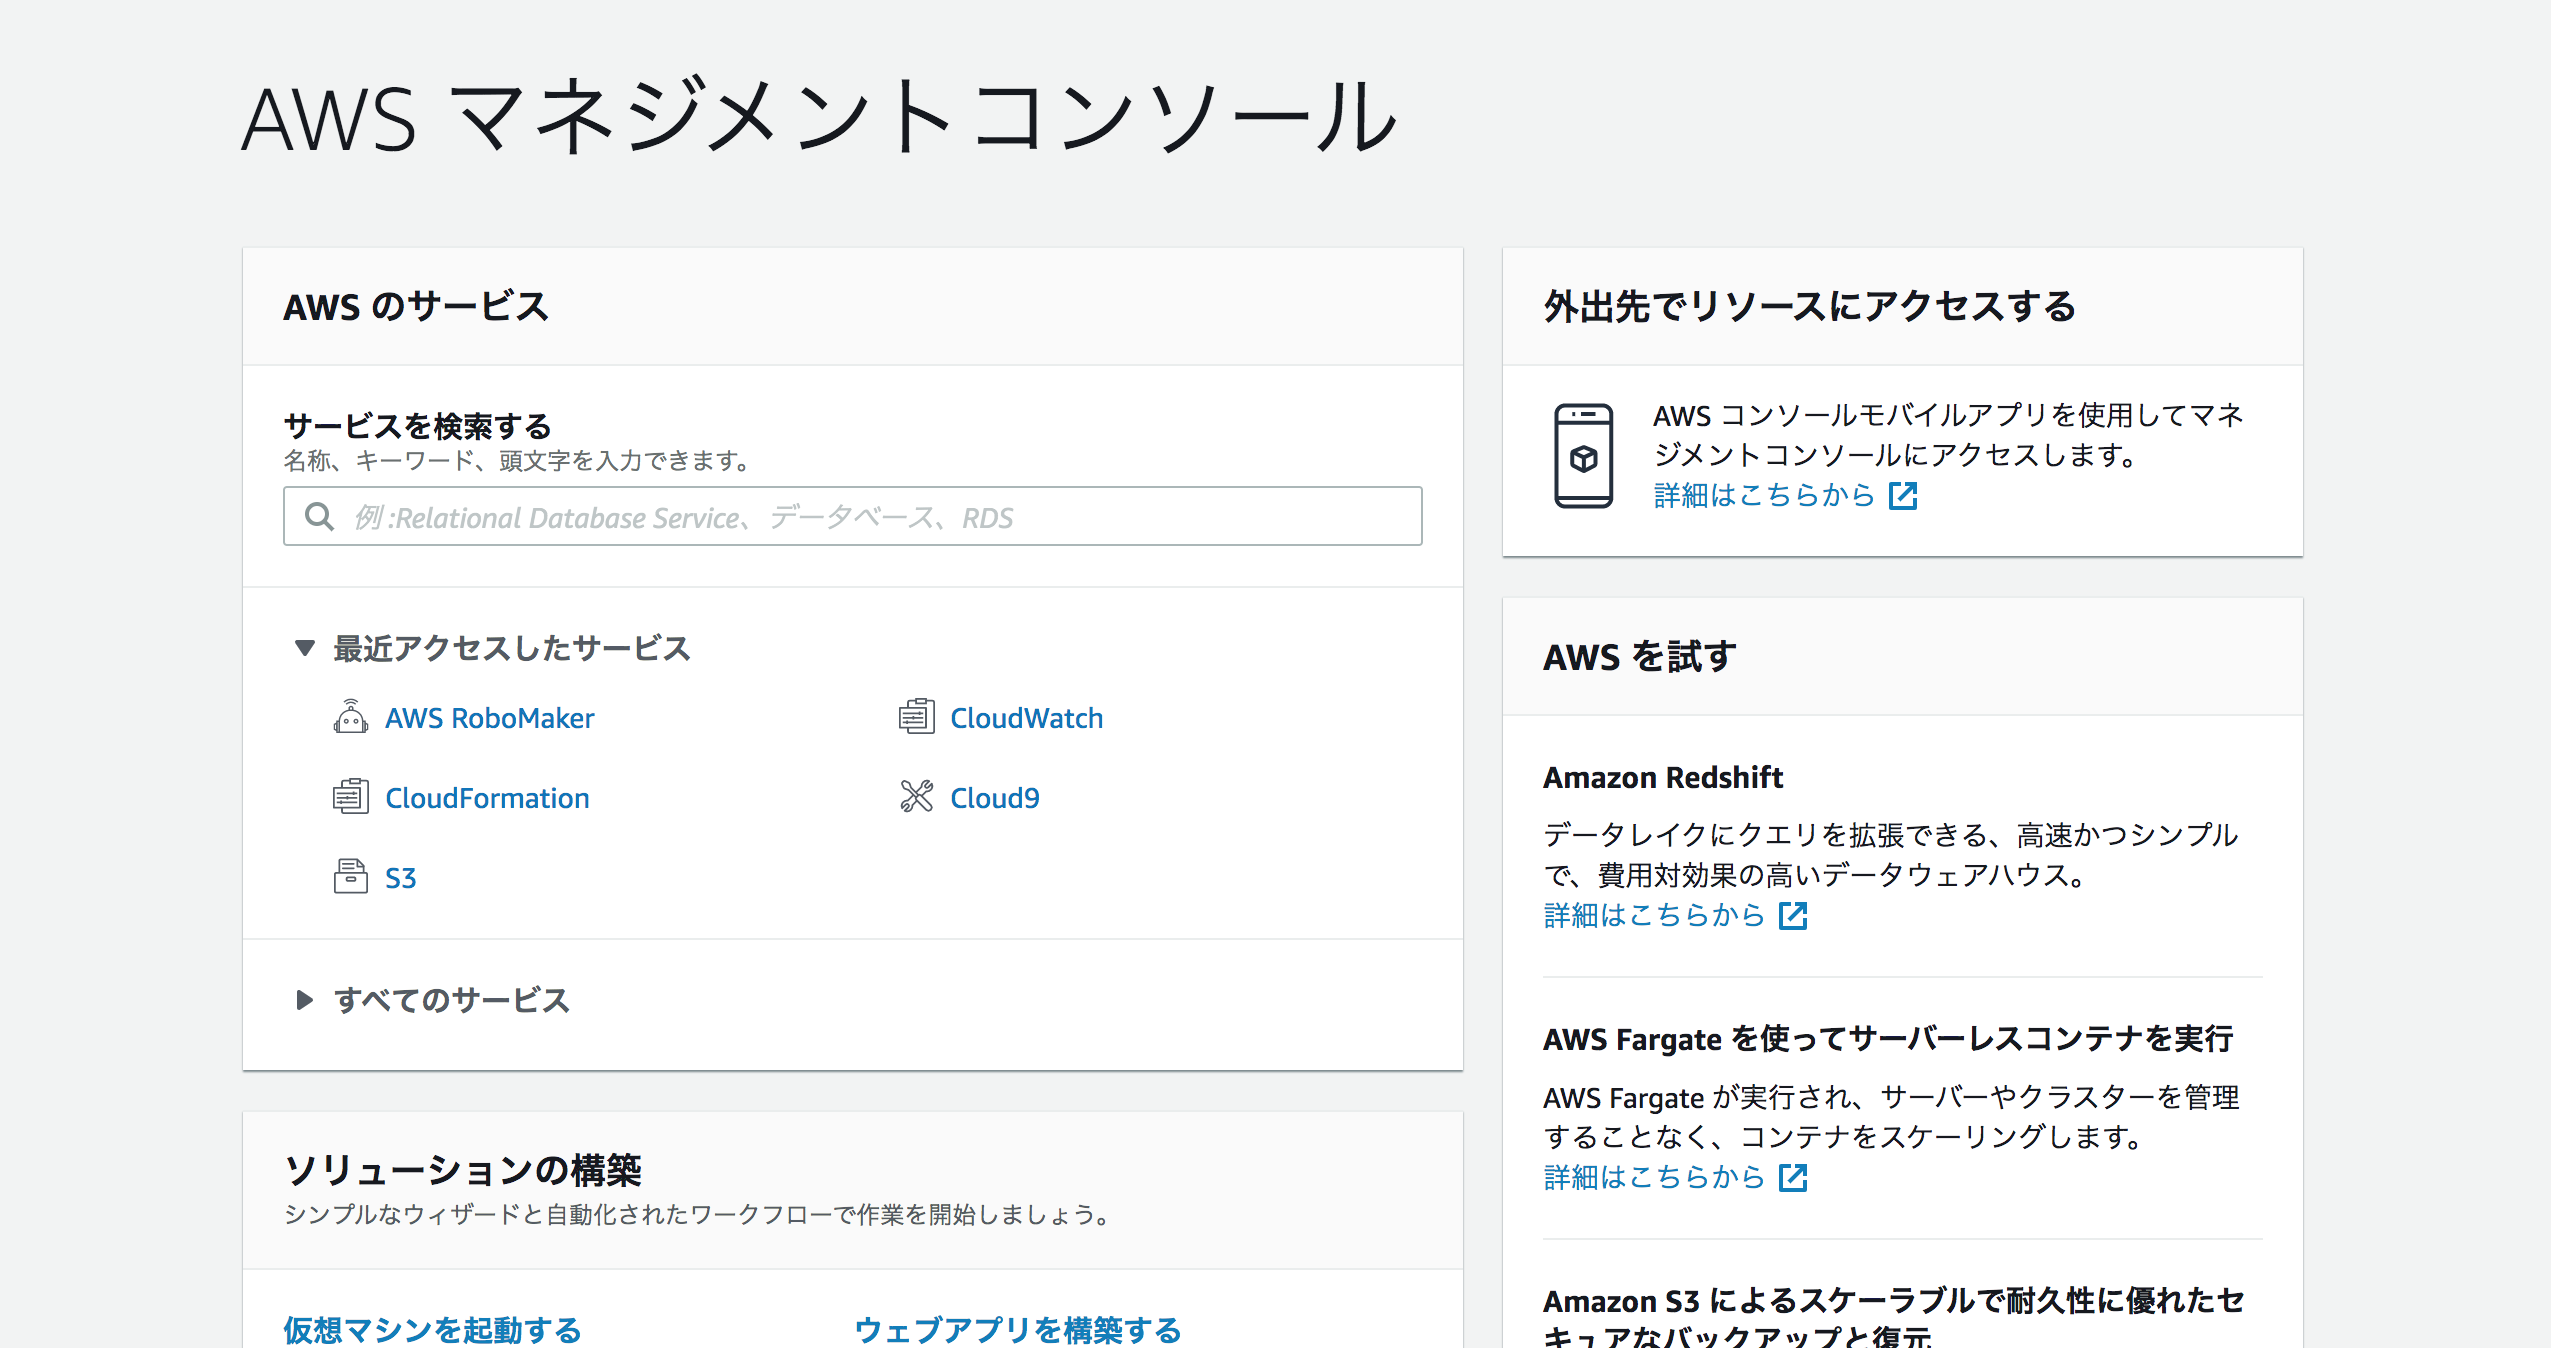 AWS マネジメントコンソール
AWS のサービス
サービスを検索する
名称、キーワード、頭文字を入力できます。
例 :Relational Database Service、 データベース、RDS
最近アクセスしたサービス
AWS RoboMaker
CloudWatch
CloudFormation
Cloud9
S3
すべてのサービス
ソリューションの構築
シンプルなウィザードと自動化されたワークフローで作業を開始しましょう。
仮想マシンを起動する
ウェブアプリを構築する
外出先でリソースにアクセスする
AWS コンソールモバイルアプリを使用してマネ
ジメントコンソールにアクセスします。
詳細はこちらから
AWS を試す
Amazon Redshift
データレイクにクエリを拡張できる、高速かつシンプル
で、費用対効果の高いデータウェアハウス。
詳細はこちらから
AWS Fargate を使ってサーバーレスコンテナを実行
AWS Fargate が実行され、サーバーやクラスターを管理
することなく、コンテナをスケーリングします。
詳細はこちらから
Amazon S3 によるスケーラブルで耐久性に優れたセ
キュアなバックアップと復元